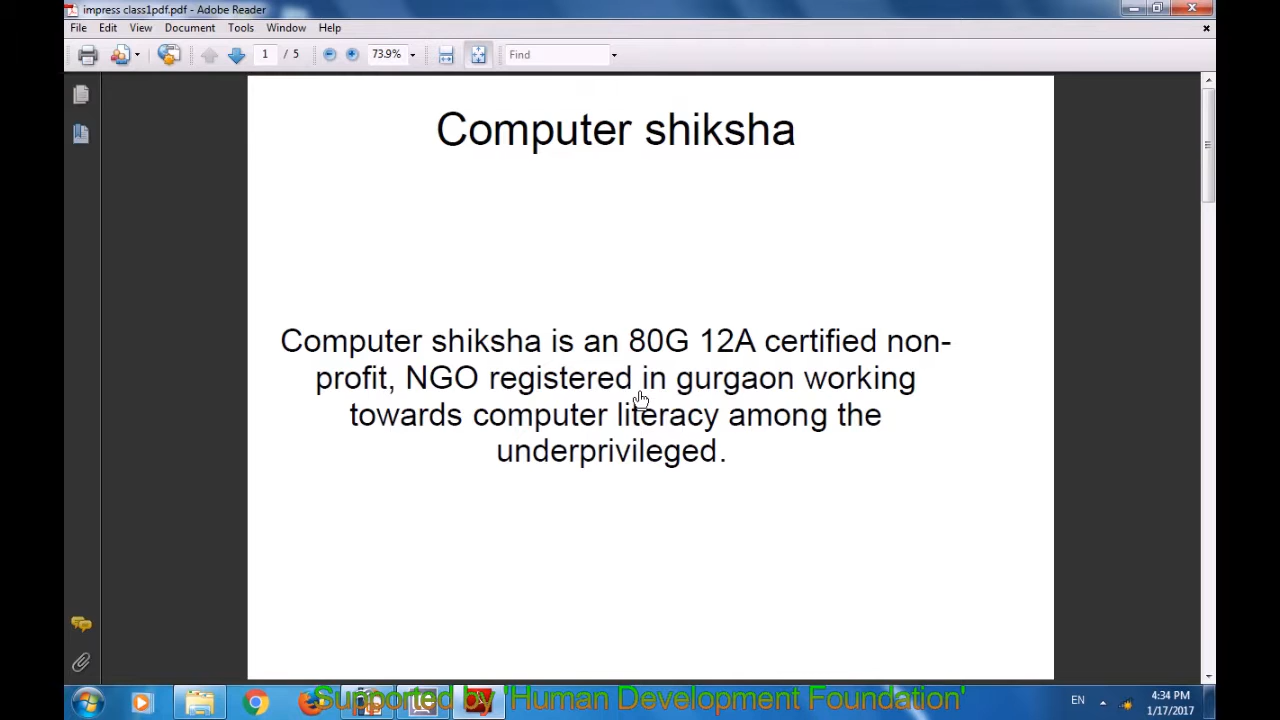 impress class1pdf.pdf - Adobe Reader
File Edit View Document Tools Window Help
1 / 5 73.9% Find
Computer shiksha
Computer shiksha is an 80G 12A certified non-
profit, NGO registered in gurgaon working
towards computer literacy among the
underprivileged.
Supported by 'Human Development Foundation'
EN
4:34 PM
1/17/2017